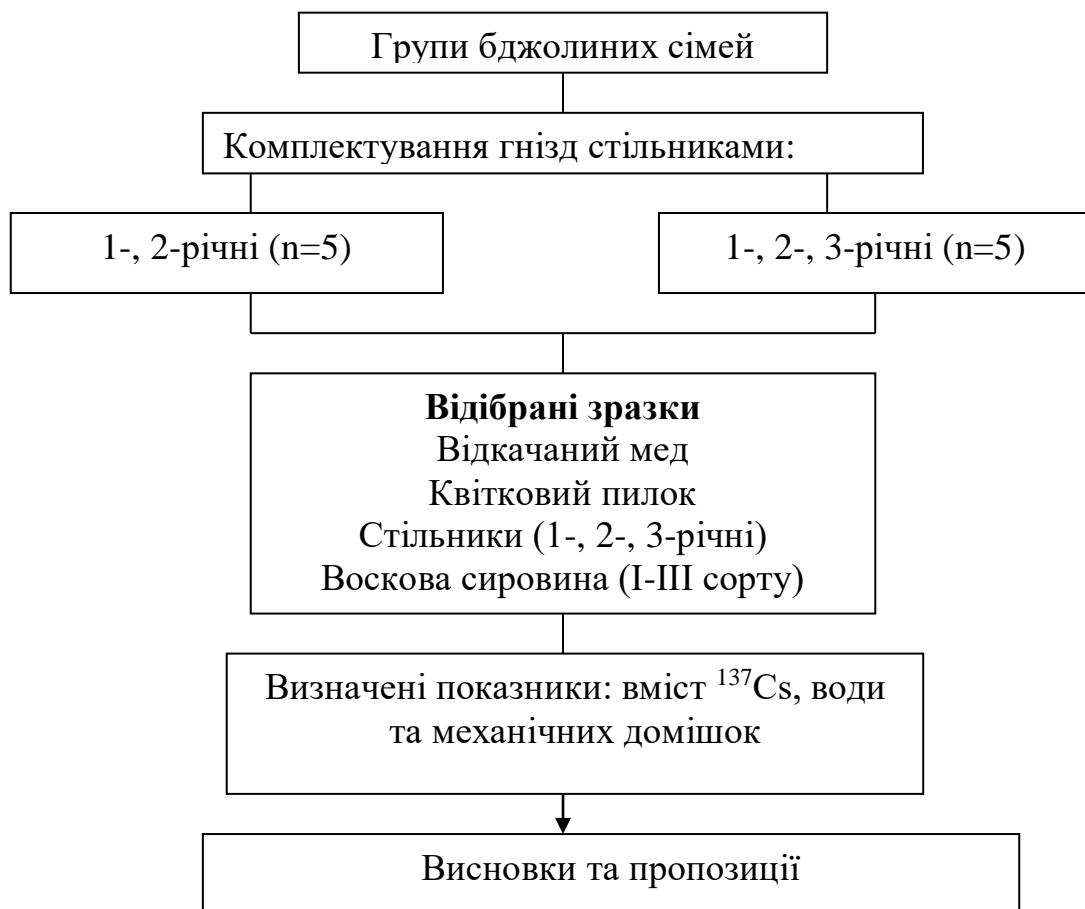 Групи бджолиних сімей
Комплектування гнізд стільниками:
1-, 2-річні (n=5)
1-, 2-, 3-річні (n=5)
Відібрані зразки
Відкачаний мед
Квітковий пилок
Стільники (1-, 2-, 3-річні)
Воскова сировина (І-ІІІ сорту)
Визначені показники: вміст ¹³⁷Cs, води
та механічних домішок
Висновки та пропозиції